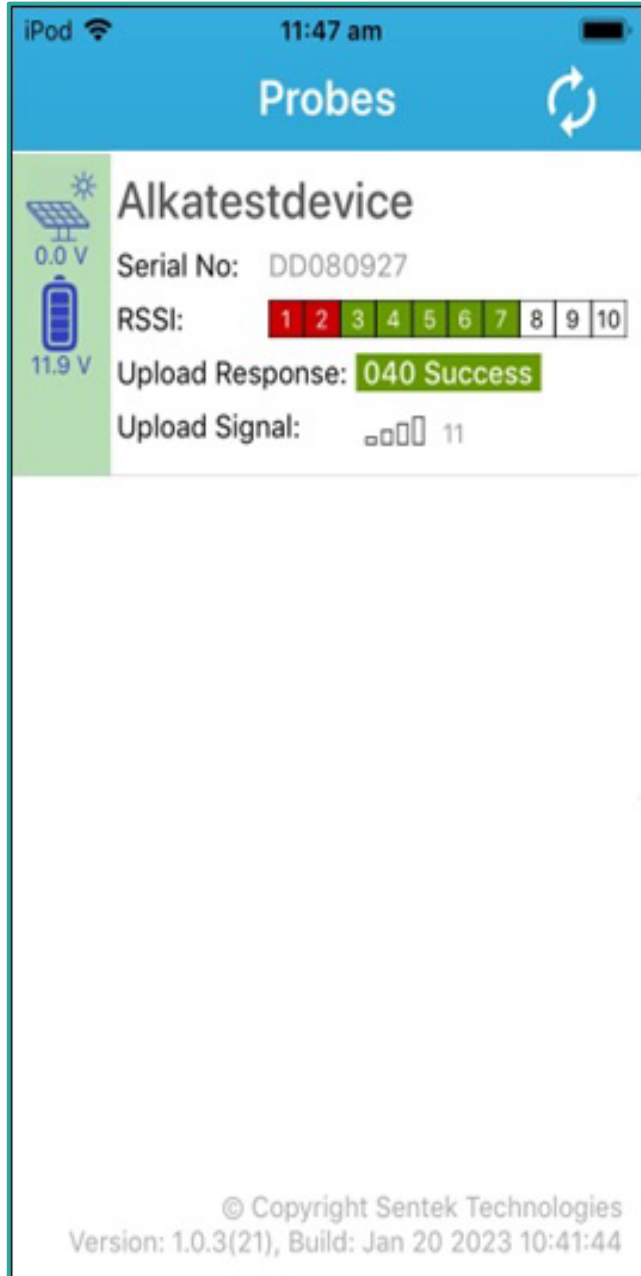 iPod 11:47 am
Probes
Alkatestdevice
0.0 V
Serial No: DD080927
RSSI: 1 2 3 4 5 6 7 8 9 10
11.9 V
Upload Response: 040 Success
Upload Signal: 11
© Copyright Sentek Technologies
Version: 1.0.3(21), Build: Jan 20 2023 10:41:44